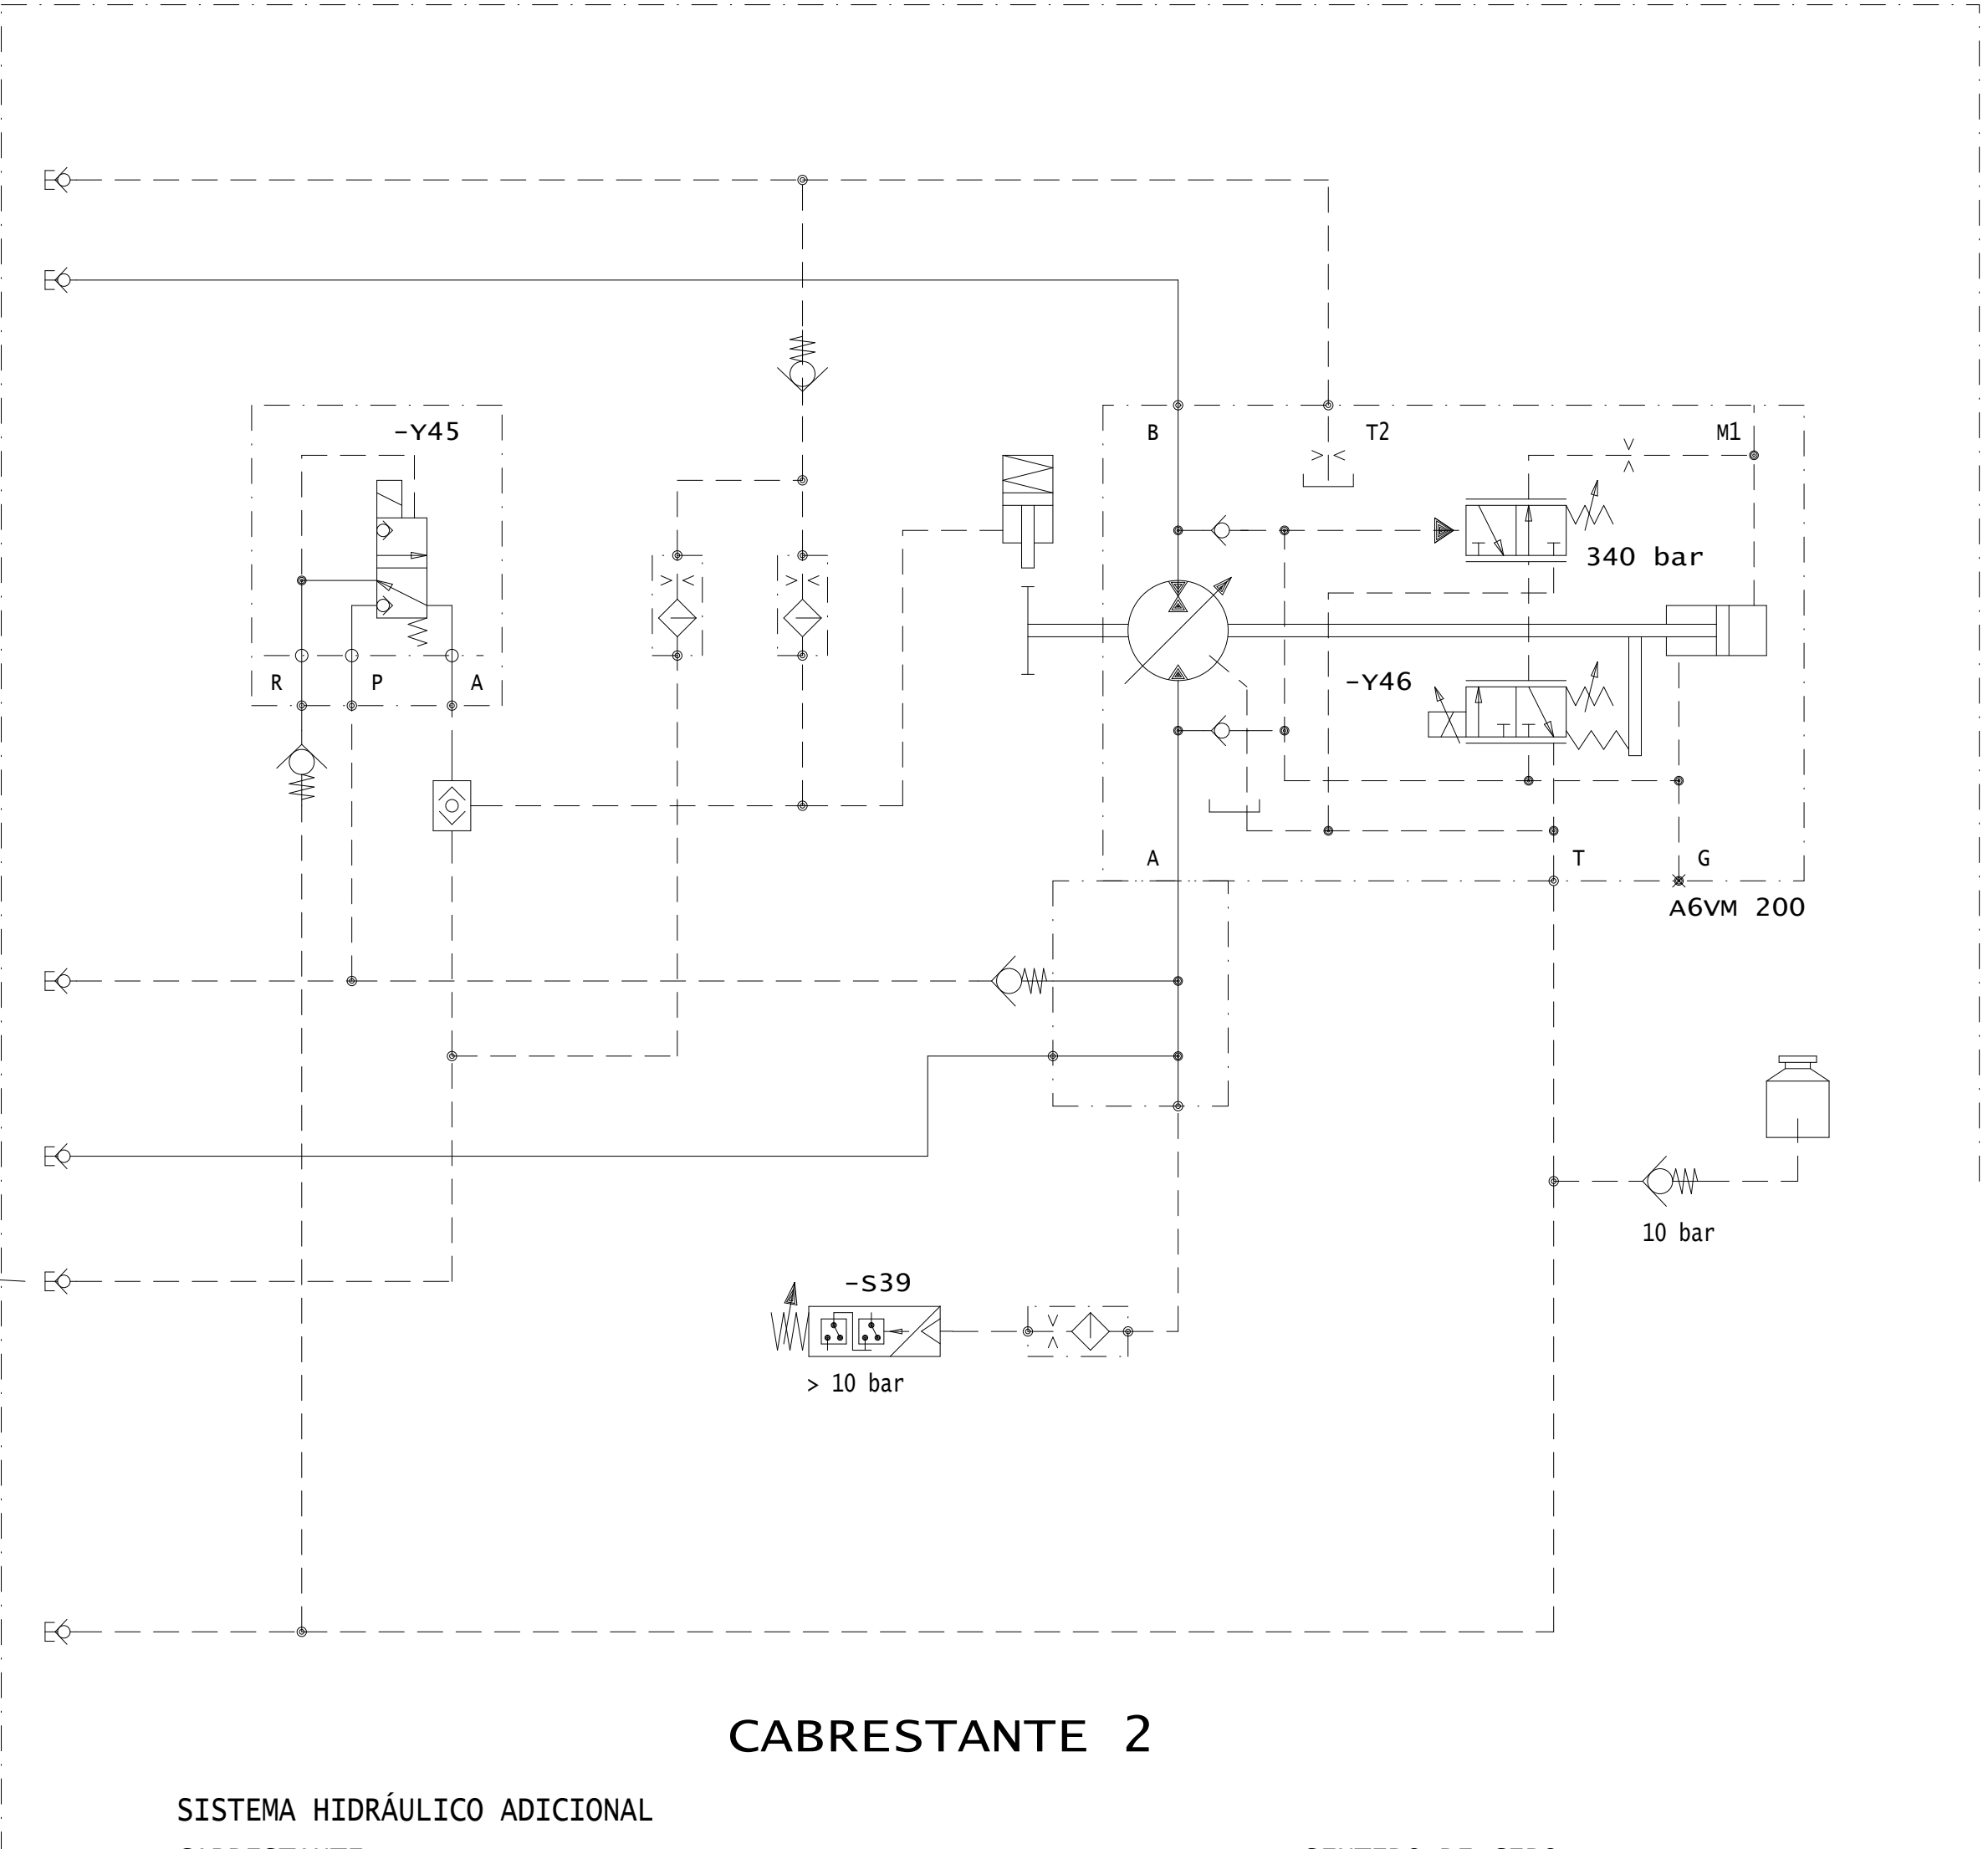 -Y45
B
T2
M1
340 bar
R
P
A
-Y46
A
T
G
A6VM 200
10 bar
-S39
> 10 bar
CABRESTANTE 2
SISTEMA HIDRÁULICO ADICIONAL